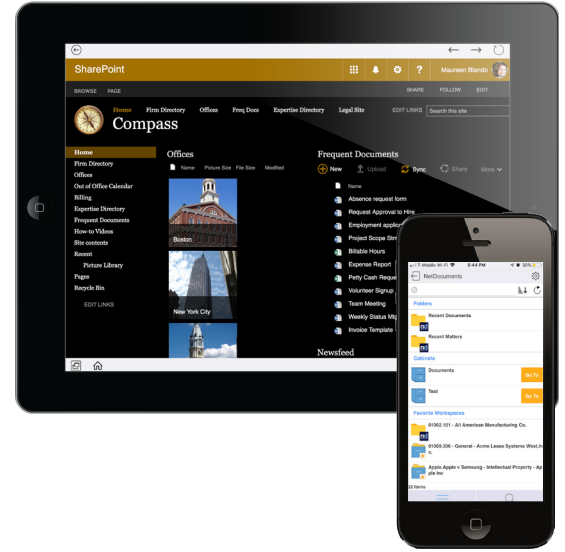 SharePoint
Maureen Blando
BROWSE PAGE
SHARE FOLLOW EDIT
Home Firm Directory Offices Freq Docs Expertise Directory Legal Site EDIT LINKS Search this site
Compass
Home
Firm Directory
Offices
Out of Office Calendar
Billing
Expertise Directory
Frequent Documents
How-to Videos
Site contents
Recent
Picture Library
Pages
Recycle Bin
EDIT LINKS
Offices
Name Picture Size File Size Modified
Boston
New York City
Frequent Documents
New Upload Sync Share More
Name
Absence request form
Request Approval to Hire
Employment applic
Project Scope Stm
Billable Hours
Expense Report
Petty Cash Reque
Volunteer Signup
Team Meeting
Weekly Status Mtg
Invoice Template
Newsfeed
T-Mobile Wi-Fi 5:44 PM 30%
NetDocuments
Folders
Recent Documents
Recent Matters
Cabinets
Documents
Go To
Test
Go To
Favorite Workspaces
01002.101 - All American Manufacturing Co.
01009.306 - General - Acme Lease Systems West,In
c.
Apple.Apple v Samsung - Intellectual Property - Ap
ple Inc
22 items